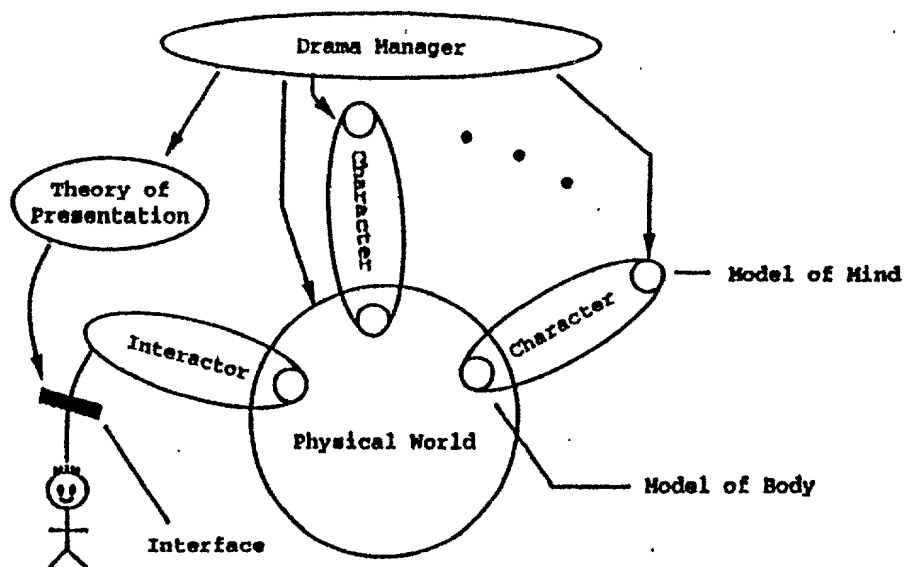 Drama Manager
Character
Theory of
Presentation
Model of Mind
Character
Interactor
Physical World
Model of Body
Interface